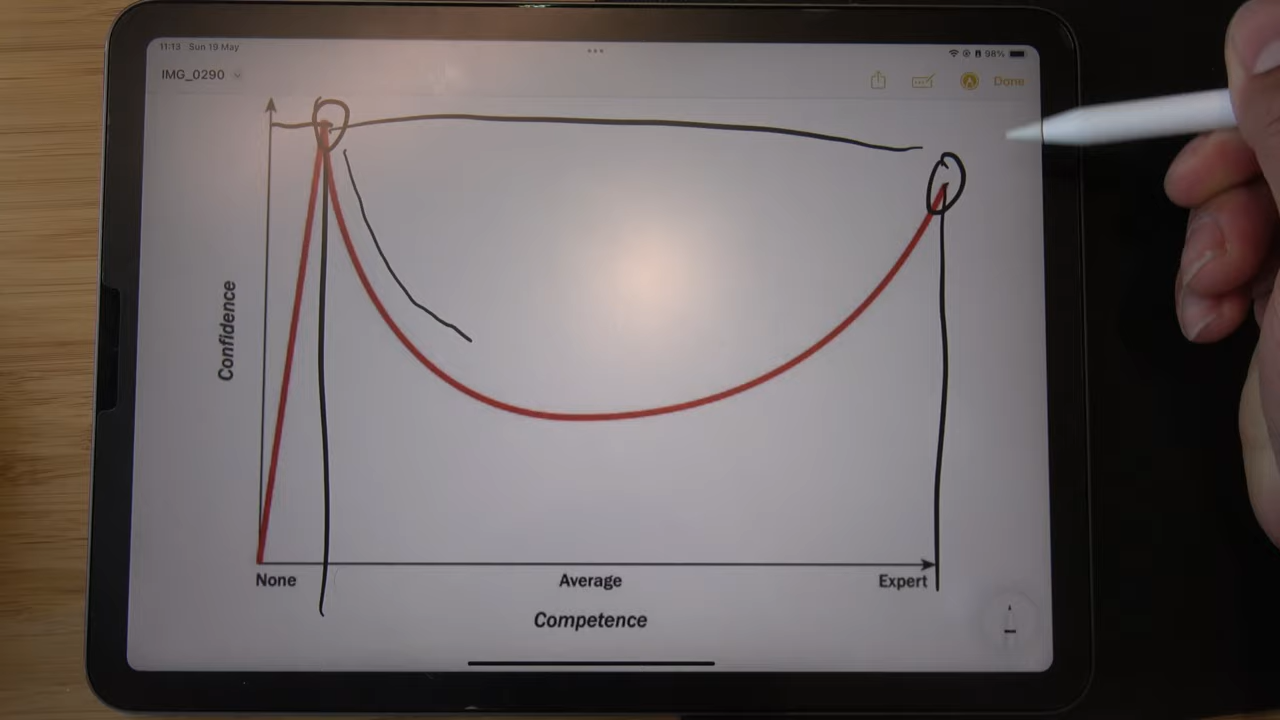 11:13 Sun 19 May
98%
IMG_0290
Done
Confidence
None
Average
Expert
Competence